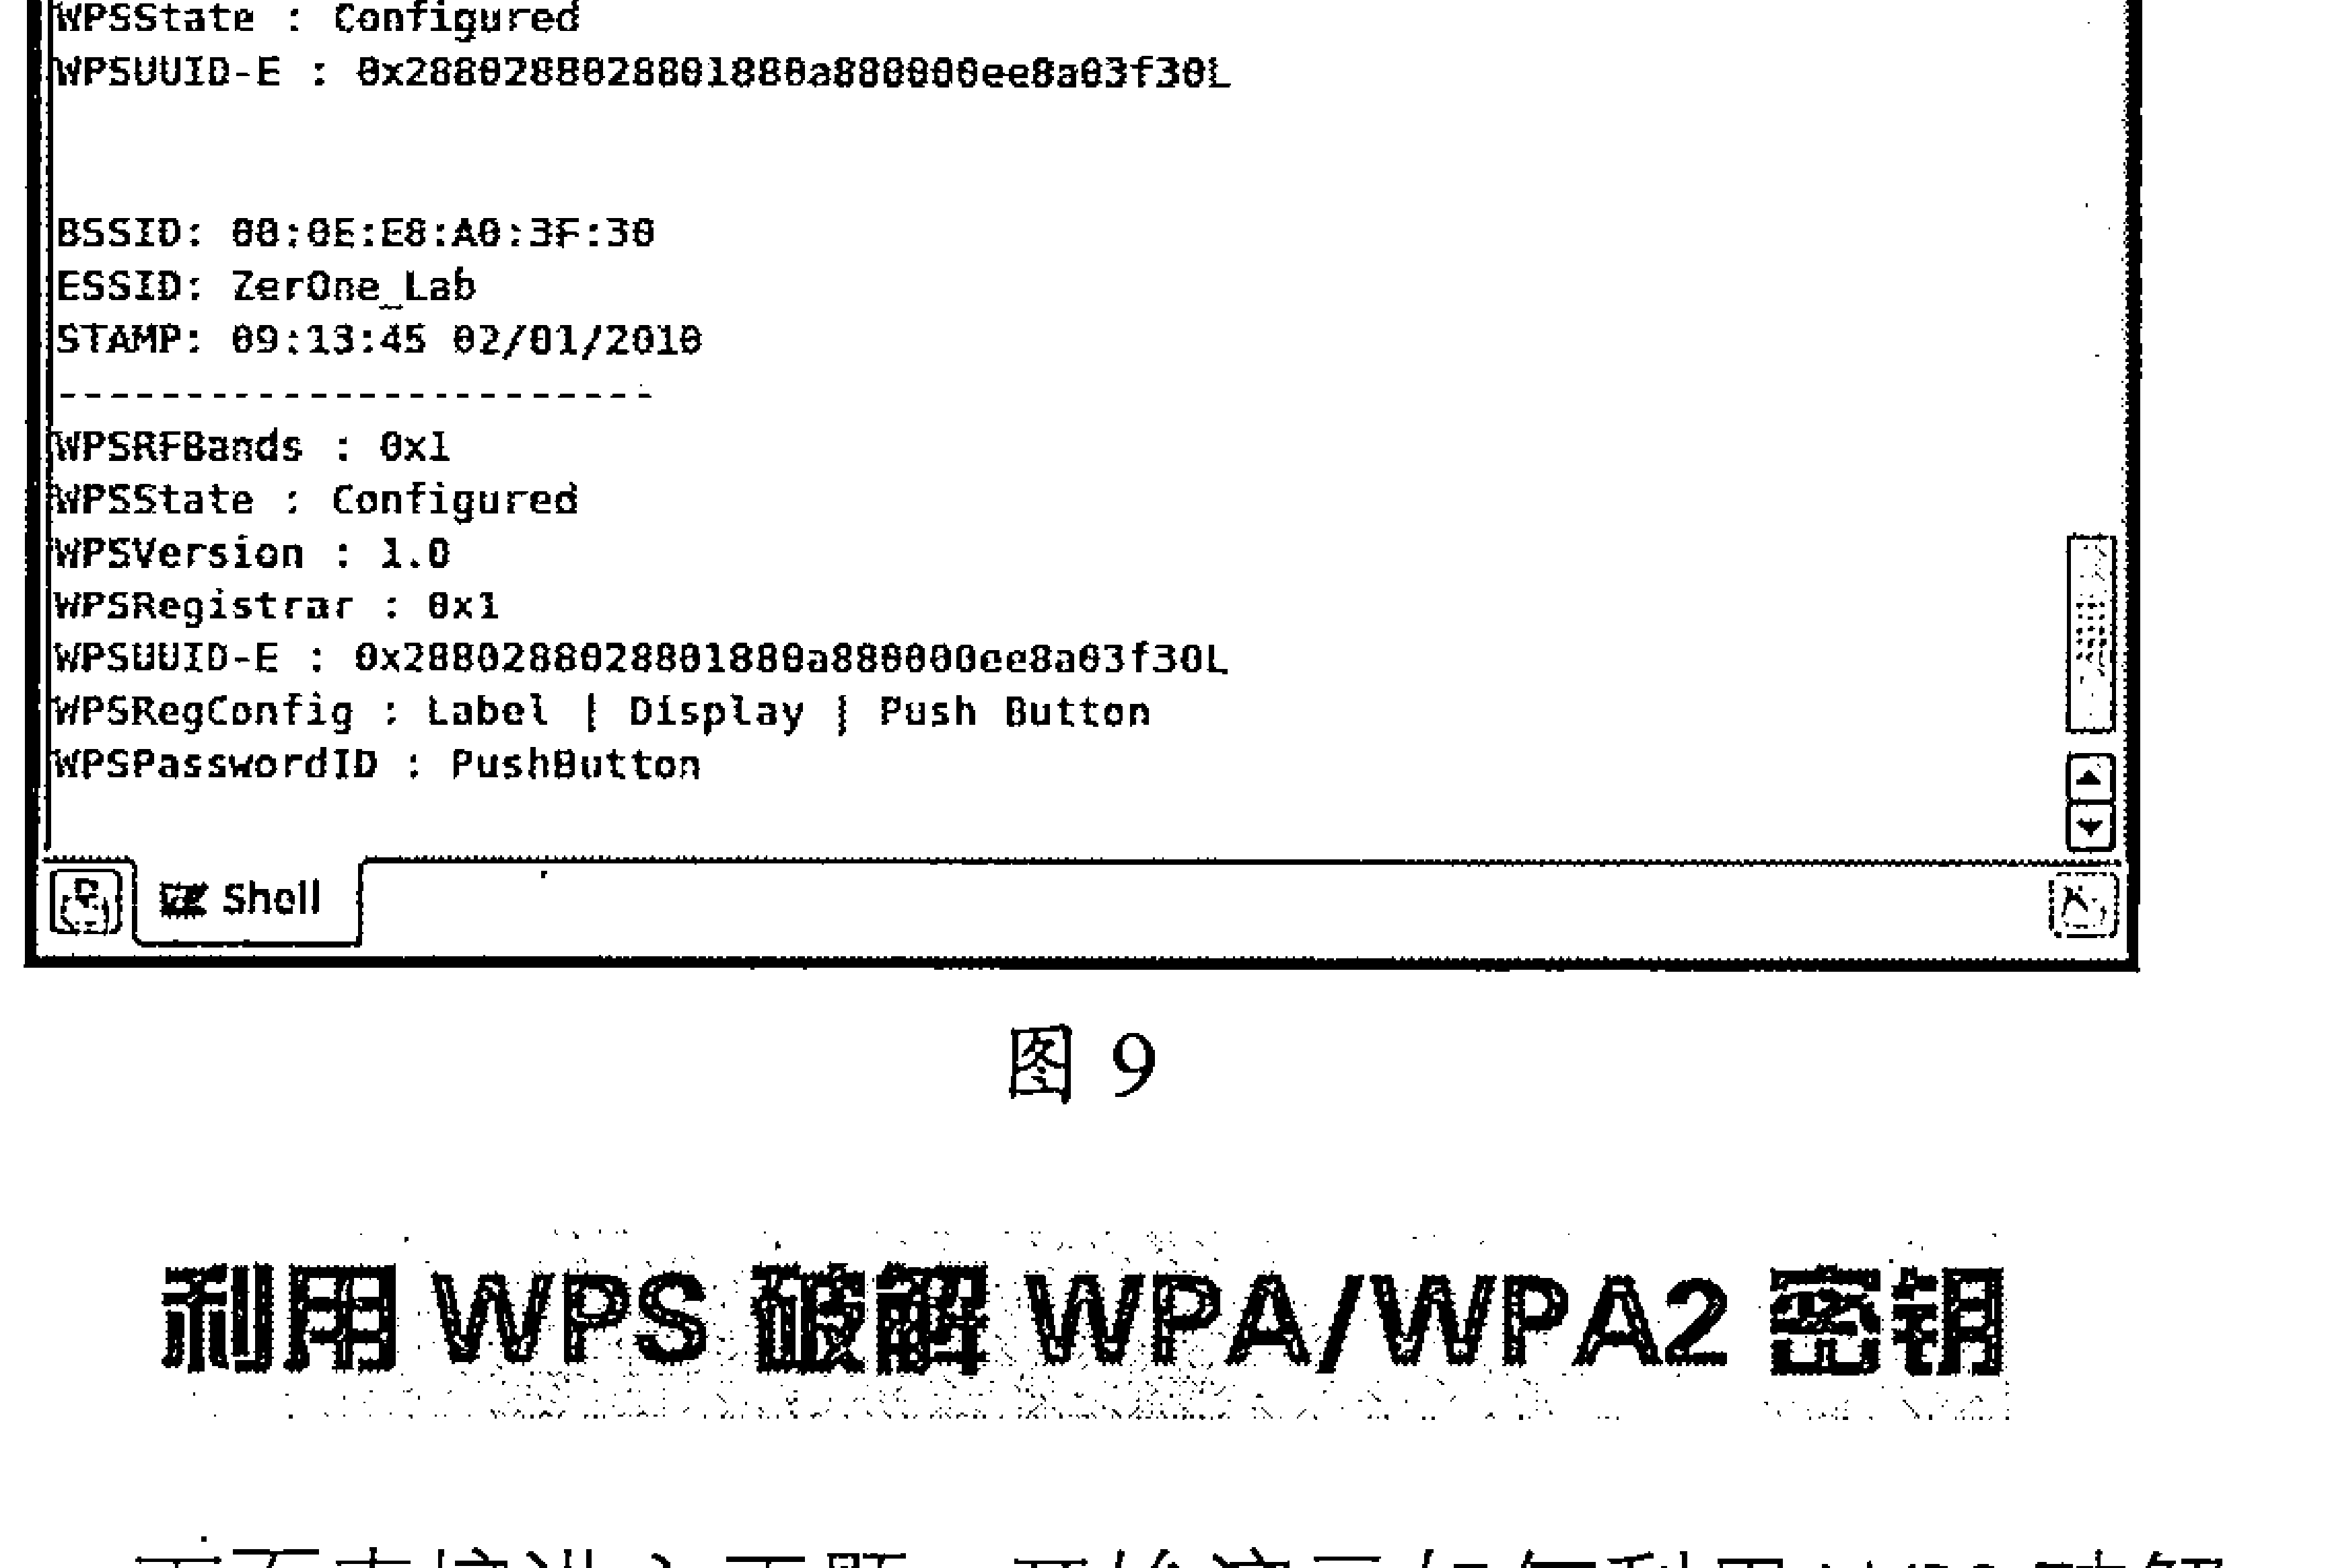 WPSState : Configured
WPSUUID-E : 0x2880288028801880a880000ee8a03f30L
BSSID: 00:0E:E8:A0:3F:30
ESSID: ZerOne_Lab
STAMP: 09:13:45 02/01/2010
------------------------
WPSRFBands : 0x1
WPSState : Configured
WPSVersion : 1.0
WPSRegistrar : 0x1
WPSUUID-E : 0x2880288028801880a880000ee8a03f30L
WPSRegConfig : Label | Display | Push Button
WPSPasswordID : PushButton
Shell
图 9
利用 WPS 破解 WPA/WPA2 密钥